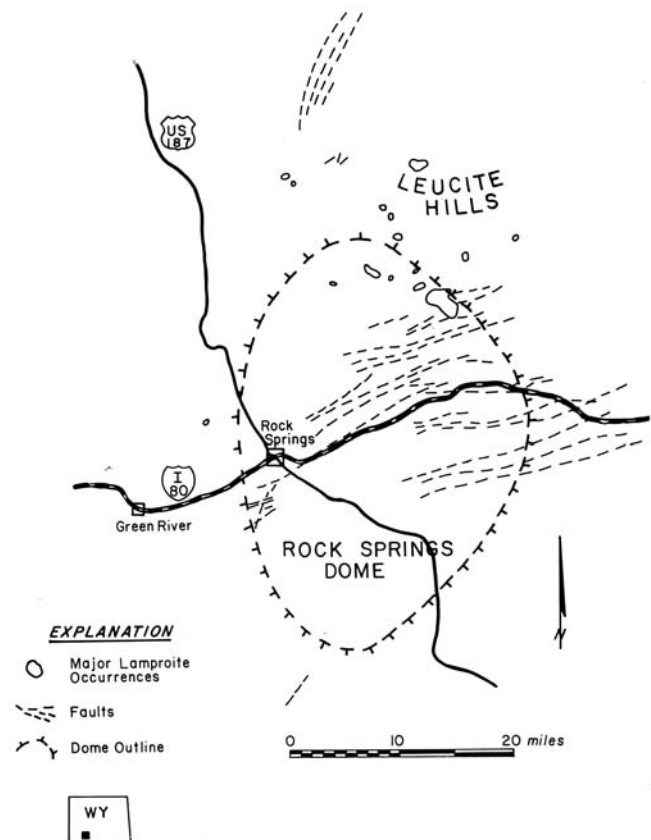 US
187
LEUCITE
HILLS
Rock
Springs
I
80
Green River
ROCK SPRINGS
DOME
N
EXPLANATION
Major Lamproite
Occurrences
Faults
Dome Outline
0 10 20 miles
WY